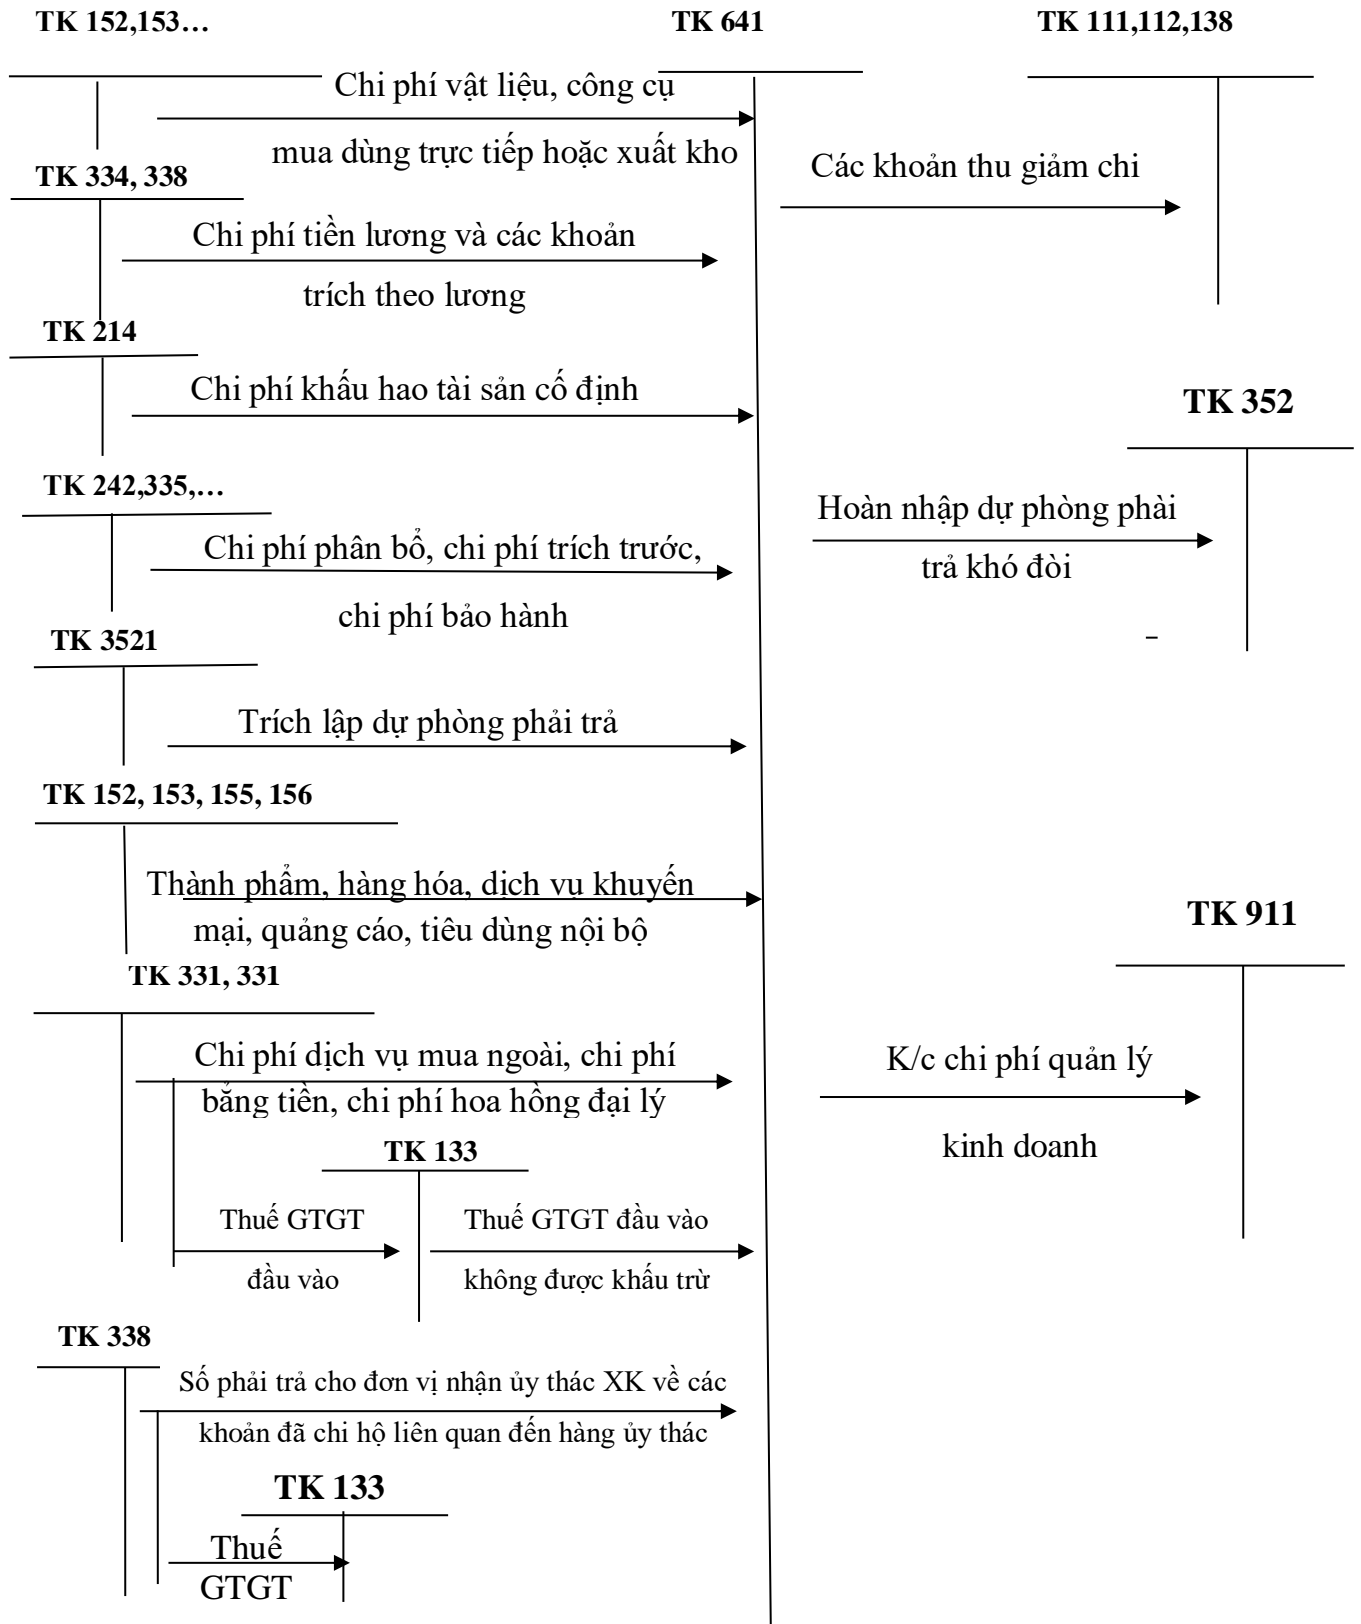 TK 152,153…
TK 641
TK 111,112,138
Chi phí vật liệu, công cụ
mua dùng trực tiếp hoặc xuất kho
Các khoản thu giảm chi
TK 334, 338
Chi phí tiền lương và các khoản
trích theo lương
TK 214
Chi phí khấu hao tài sản cố định
TK 352
TK 242,335,…
Hoàn nhập dự phòng phài
trả khó đòi
Chi phí phân bổ, chi phí trích trước,
chi phí bảo hành
TK 3521
Trích lập dự phòng phải trả
TK 152, 153, 155, 156
Thành phẩm, hàng hóa, dịch vụ khuyến
mại, quảng cáo, tiêu dùng nội bộ
TK 911
TK 331, 331
Chi phí dịch vụ mua ngoài, chi phí
bằng tiền, chi phí hoa hồng đại lý
K/c chi phí quản lý
kinh doanh
TK 133
Thuế GTGT
đầu vào
Thuế GTGT đầu vào
không được khấu trừ
TK 338
Số phải trả cho đơn vị nhận ủy thác XK về các
khoản đã chi hộ liên quan đến hàng ủy thác
TK 133
Thuế
GTGT